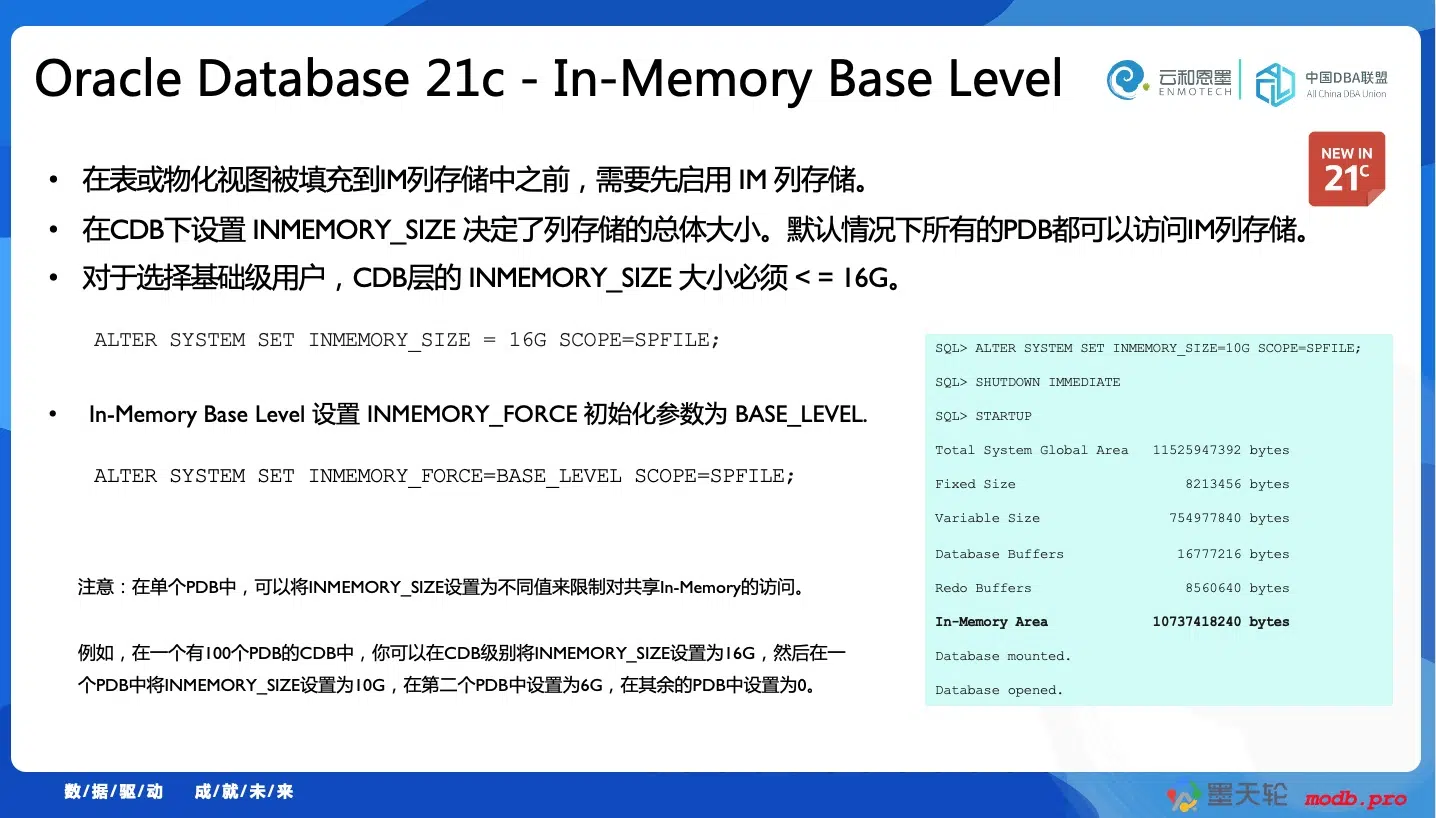 Oracle Database 21c - In-Memory Base Level
云和恩墨
ENMOTECH
中国DBA联盟
All China DBA Union
NEW IN
21c
• 在表或物化视图被填充到IM列存储中之前，需要先启用 IM 列存储。
• 在CDB下设置 INMEMORY_SIZE 决定了列存储的总体大小。默认情况下所有的PDB都可以访问IM列存储。
• 对于选择基础级用户，CDB层的 INMEMORY_SIZE 大小必须 < = 16G。
ALTER SYSTEM SET INMEMORY_SIZE = 16G SCOPE=SPFILE;
• In-Memory Base Level 设置 INMEMORY_FORCE 初始化参数为 BASE_LEVEL.
ALTER SYSTEM SET INMEMORY_FORCE=BASE_LEVEL SCOPE=SPFILE;
注意：在单个PDB中，可以将INMEMORY_SIZE设置为不同值来限制对共享In-Memory的访问。
例如，在一个有100个PDB的CDB中，你可以在CDB级别将INMEMORY_SIZE设置为16G，然后在一
个PDB中将INMEMORY_SIZE设置为10G，在第二个PDB中设置为6G，在其余的PDB中设置为0。
SQL> ALTER SYSTEM SET INMEMORY_SIZE=10G SCOPE=SPFILE;
SQL> SHUTDOWN IMMEDIATE
SQL> STARTUP
Total System Global Area 11525947392 bytes
Fixed Size 8213456 bytes
Variable Size 754977840 bytes
Database Buffers 16777216 bytes
Redo Buffers 8560640 bytes
In-Memory Area 10737418240 bytes
Database mounted.
Database opened.
数/据/驱/动 成/就/未/来
墨天轮 modb.pro